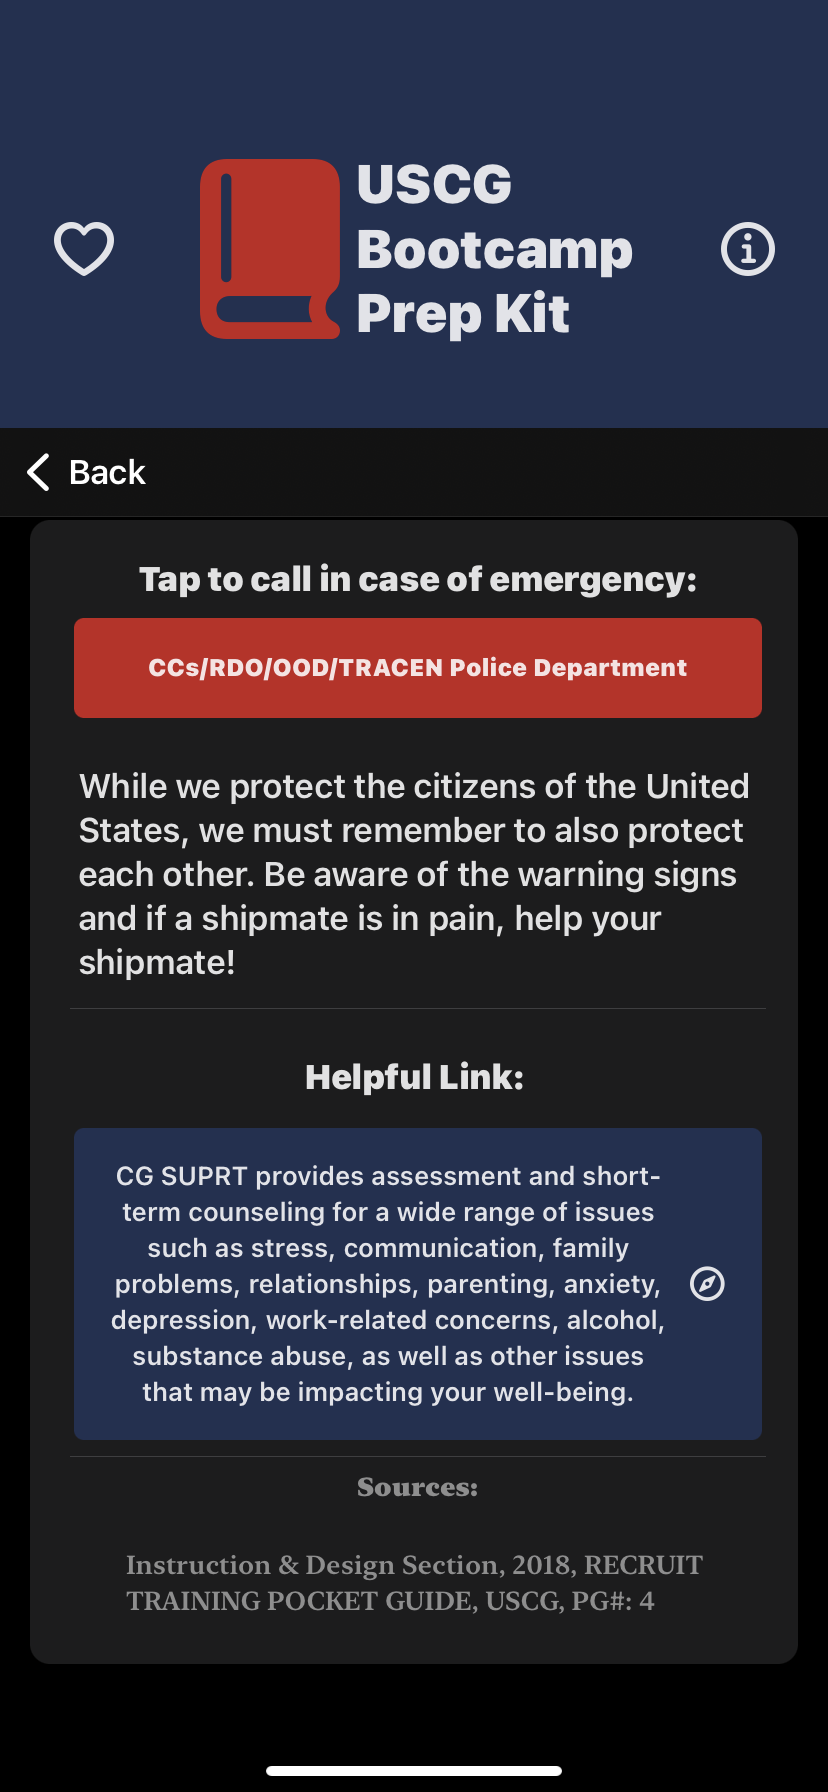 USCG
Bootcamp
Prep Kit
Back
Tap to call in case of emergency:
CCs/RDO/OOD/TRACEN Police Department
While we protect the citizens of the United
States, we must remember to also protect
each other. Be aware of the warning signs
and if a shipmate is in pain, help your
shipmate!
Helpful Link:
CG SUPRT provides assessment and short-
term counseling for a wide range of issues
such as stress, communication, family
problems, relationships, parenting, anxiety,
depression, work-related concerns, alcohol,
substance abuse, as well as other issues
that may be impacting your well-being.
Sources:
Instruction & Design Section, 2018, RECRUIT
TRAINING POCKET GUIDE, USCG, PG#: 4